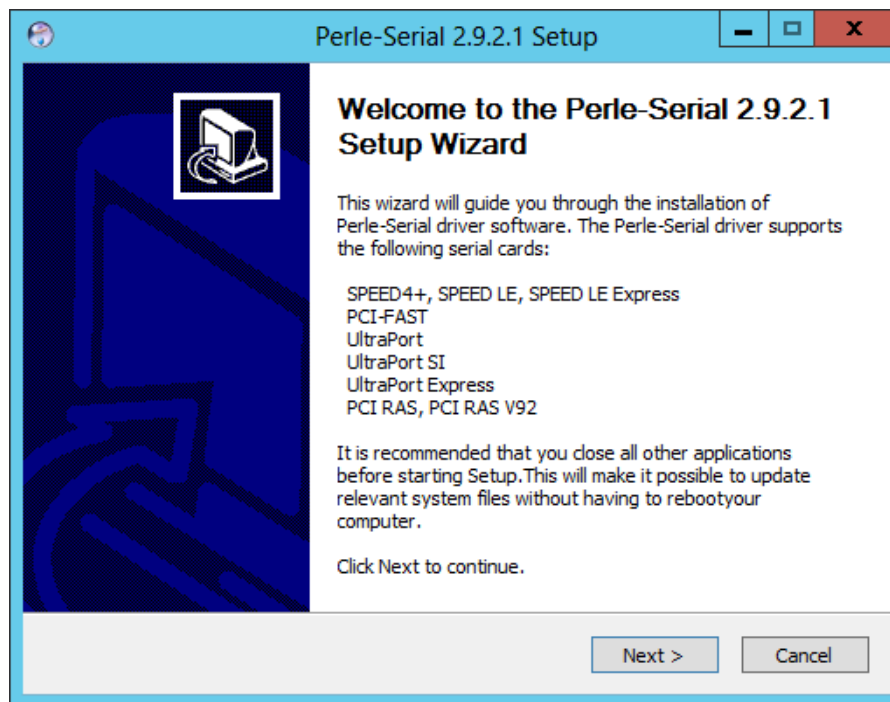 Perle-Serial 2.9.2.1 Setup
Welcome to the Perle-Serial 2.9.2.1
Setup Wizard
This wizard will guide you through the installation of
Perle-Serial driver software. The Perle-Serial driver supports
the following serial cards:
SPEED4+, SPEED LE, SPEED LE Express
PCI-FAST
UltraPort
UltraPort SI
UltraPort Express
PCI RAS, PCI RAS V92
It is recommended that you close all other applications
before starting Setup.This will make it possible to update
relevant system files without having to rebootyour
computer.
Click Next to continue.
Next >
Cancel